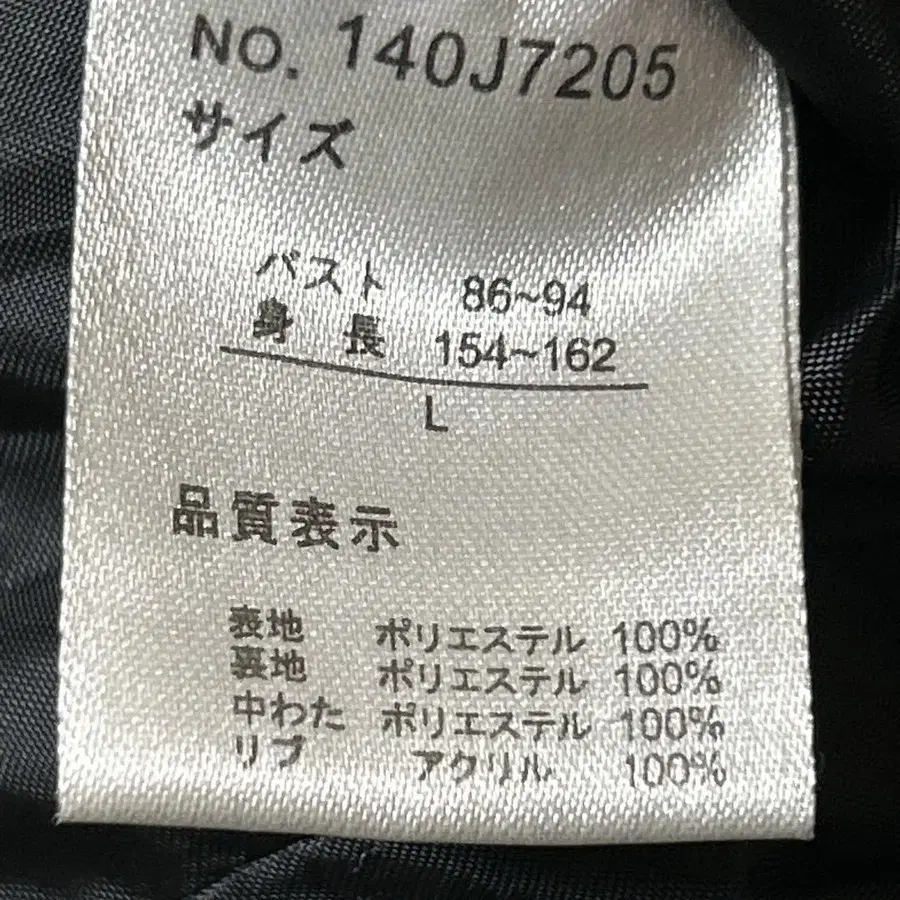 NO. 140J7205
サイズ
バスト 86~94
身 長 154~162
L
品質表示
表地 ポリエステル 100%
裏地 ポリエステル 100%
中わた ポリエステル 100%
リブ アクリル 100%